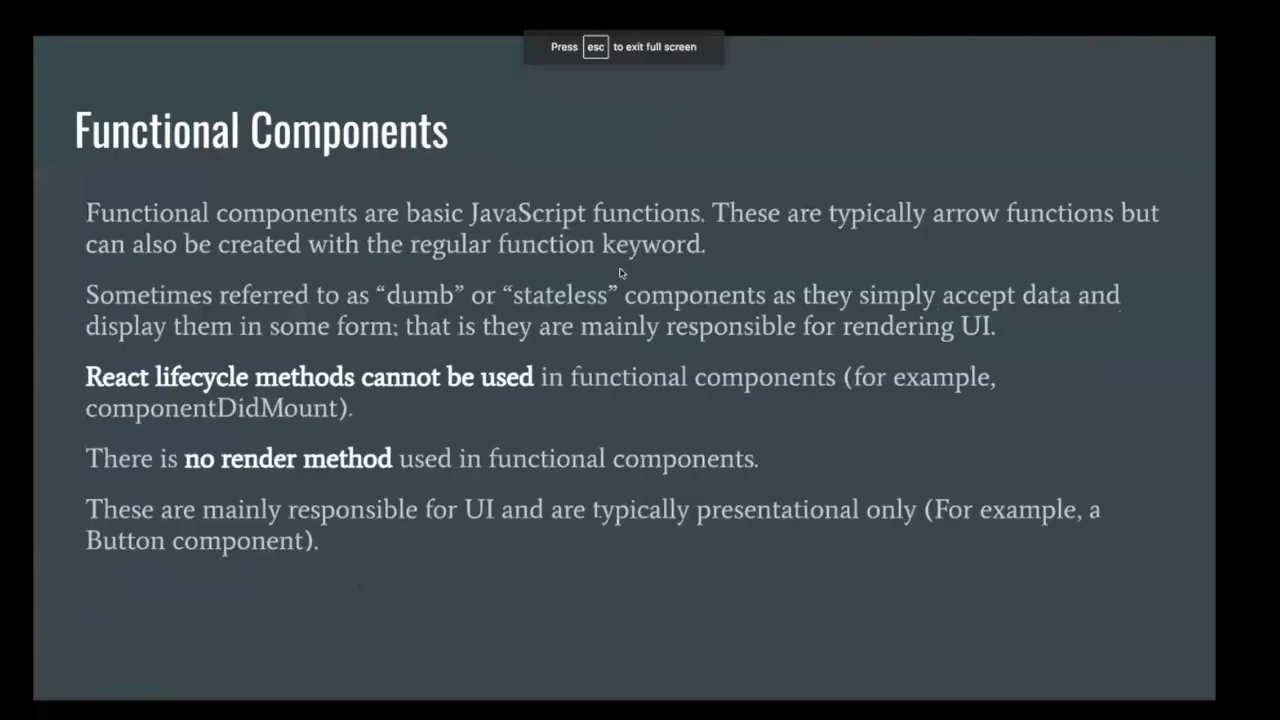 Press esc to exit full screen
Functional Components
Functional components are basic JavaScript functions. These are typically arrow functions but
can also be created with the regular function keyword.
Sometimes referred to as “dumb” or “stateless” components as they simply accept data and
display them in some form; that is they are mainly responsible for rendering UI.
React lifecycle methods cannot be used in functional components (for example,
componentDidMount).
There is no render method used in functional components.
These are mainly responsible for UI and are typically presentational only (For example, a
Button component).